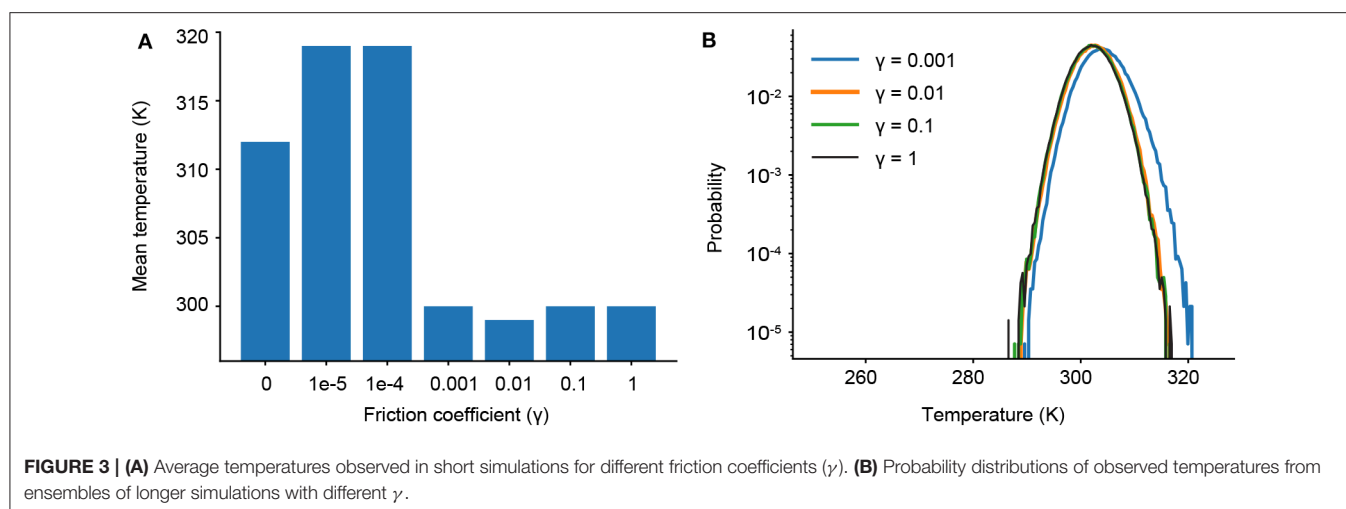 A
Mean temperature (K)
320
315
310
305
300
0 1e-5 1e-4 0.001 0.01 0.1 1
Friction coefficient (γ)
B
Probability
10-2
10-3
10-4
10-5
γ = 0.001
γ = 0.01
γ = 0.1
γ = 1
260 280 300 320
Temperature (K)
FIGURE 3 | (A) Average temperatures observed in short simulations for different friction coefficients (γ). (B) Probability distributions of observed temperatures from
ensembles of longer simulations with different γ.